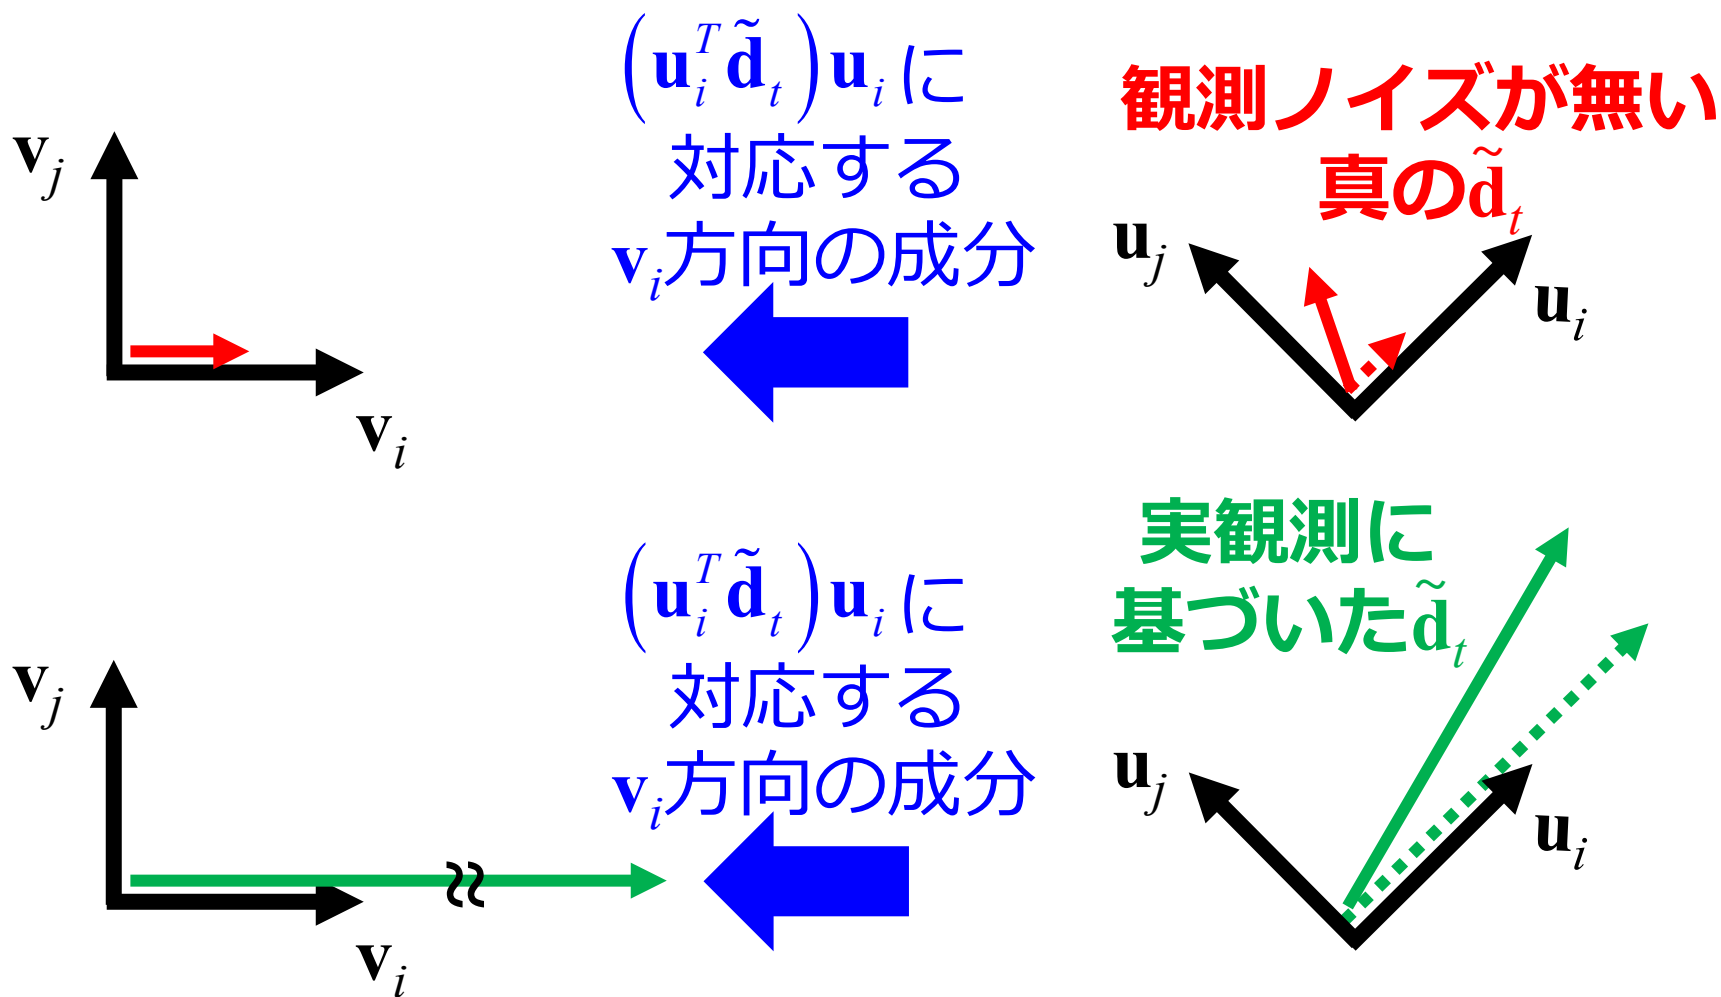 (u_i^T d̃_t) u_i に
対応する
v_i方向の成分
観測ノイズが無い
真のd̃_t
v_j
v_i
u_j
u_i
(u_i^T d̃_t) u_i に
対応する
v_i方向の成分
実観測に
基づいたd̃_t
v_j
v_i
u_j
u_i